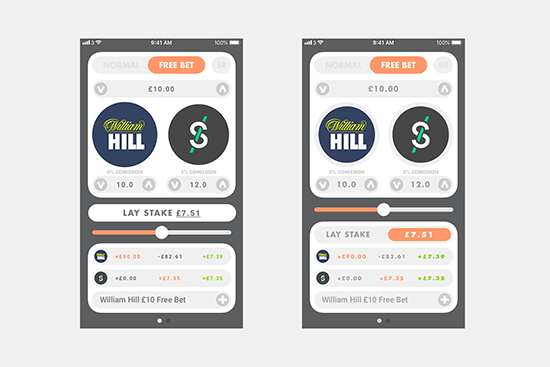 3
9:41 AM
100%
NORMAL
FREE BET
SR
£10.00
William
HILL
S
0% COMISSION
0% COMISSION
10.0
12.0
LAY STAKE £7.51
+£90.00 -£82.61 +£7.39
S +£0.00 +£7.35 +£7.35
William Hill £10 Free Bet
3
9:41 AM
100%
NORMAL
FREE BET
SR
£10.00
William
HILL
S
0% COMISSION
0% COMISSION
10.0
12.0
LAY STAKE
£7.51
+£90.00 -£82.61 +£7.39
S +£0.00 +£7.35 +£7.35
William Hill £10 Free Bet